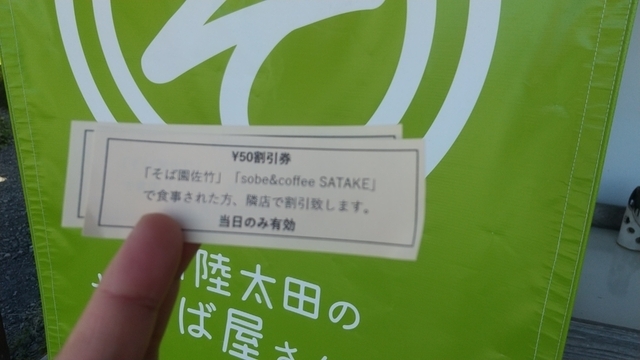 そ
¥50割引券
「そば園佐竹」「sobe&coffee SATAKE」
で食事された方、隣店で割引致します。
当日のみ有効
陸太田の
ば屋さ